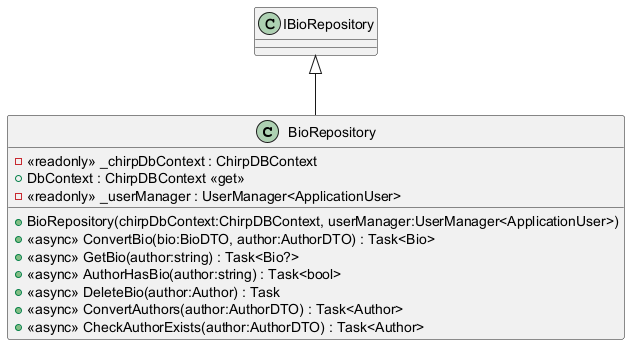 C IBioRepository
C BioRepository
«readonly» _chirpDbContext : ChirpDBContext
DbContext : ChirpDBContext «get»
«readonly» _userManager : UserManager<ApplicationUser>
BioRepository(chirpDbContext:ChirpDBContext, userManager:UserManager<ApplicationUser>)
«async» ConvertBio(bio:BioDTO, author:AuthorDTO) : Task<Bio>
«async» GetBio(author:string) : Task<Bio?>
«async» AuthorHasBio(author:string) : Task<bool>
«async» DeleteBio(author:Author) : Task
«async» ConvertAuthors(author:AuthorDTO) : Task<Author>
«async» CheckAuthorExists(author:AuthorDTO) : Task<Author>